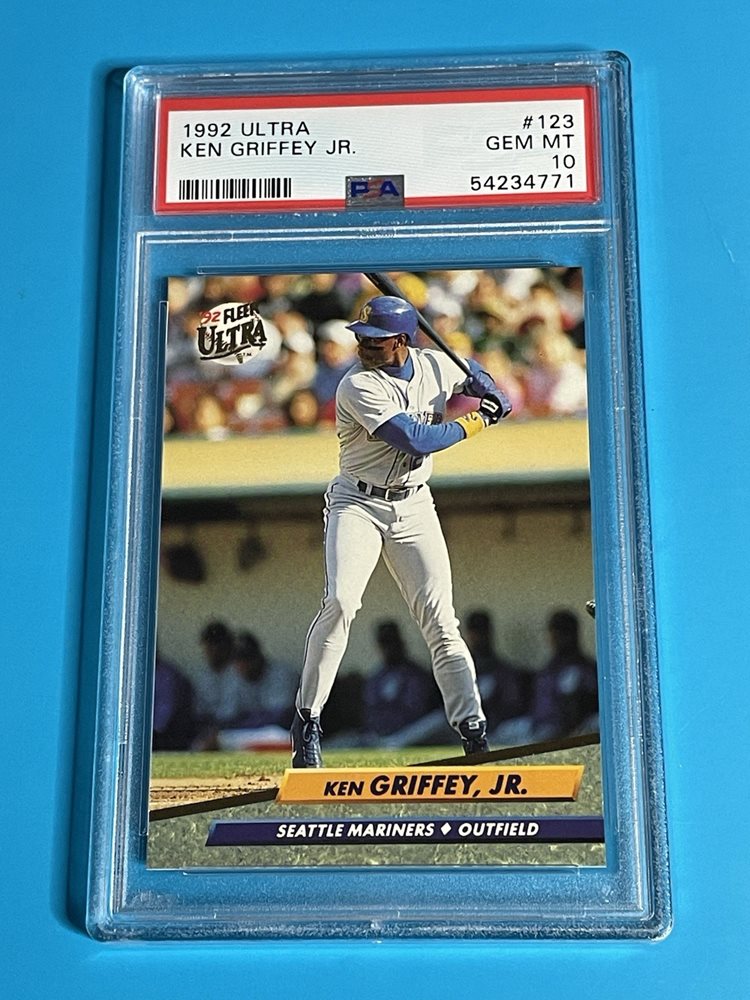 1992 ULTRA #123
KEN GRIFFEY JR. GEM MT
10
PSA 54234771
'92 FLEER
ULTRA
T.M.
S
KEN GRIFFEY, JR.
SEATTLE MARINERS ♦ OUTFIELD